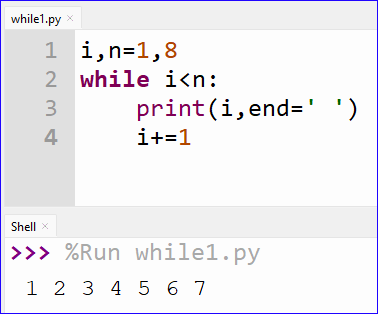 while1.py ×
1 i,n=1,8
2 while i<n:
3     print(i,end=' ')
4     i+=1
Shell ×
>>> %Run while1.py
1 2 3 4 5 6 7